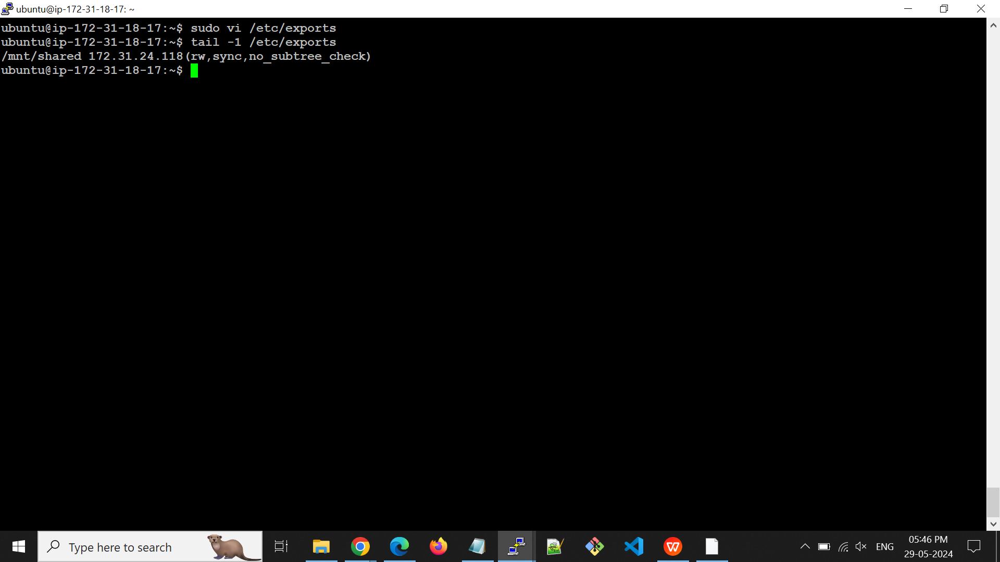 ubuntu@ip-172-31-18-17: ~
ubuntu@ip-172-31-18-17:~$ sudo vi /etc/exports
ubuntu@ip-172-31-18-17:~$ tail -1 /etc/exports
/mnt/shared 172.31.24.118(rw,sync,no_subtree_check)
ubuntu@ip-172-31-18-17:~$
Type here to search
W
ENG
05:46 PM
29-05-2024